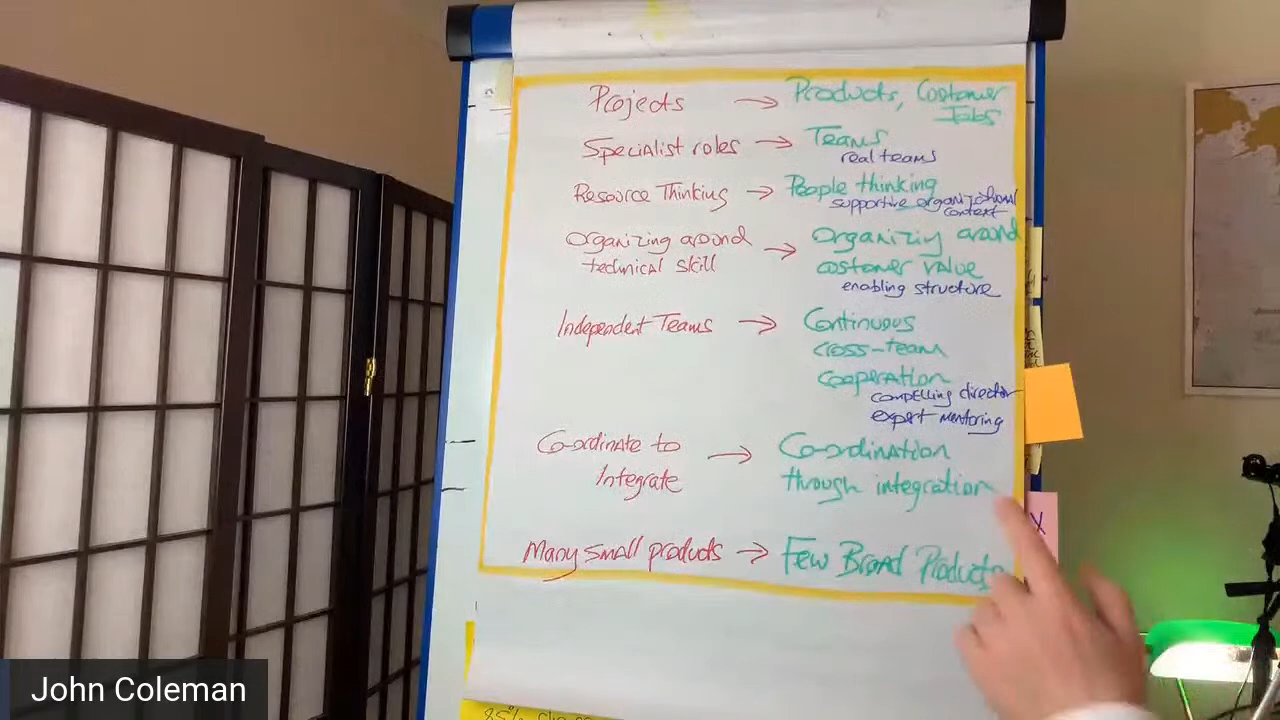 Projects → Products, Customer
Jobs
Specialist roles → Teams
real teams
Resource Thinking → People thinking
supportive organizational
context
Organizing around → Organizing around
technical skill customer value
enabling structure
Independent Teams → Continuous
cross-team
cooperation
compelling direction
expert mentoring
Co-ordinate to → Co-ordination
Integrate through integration
Many small products → Few Broad Products
X
85%
John Coleman